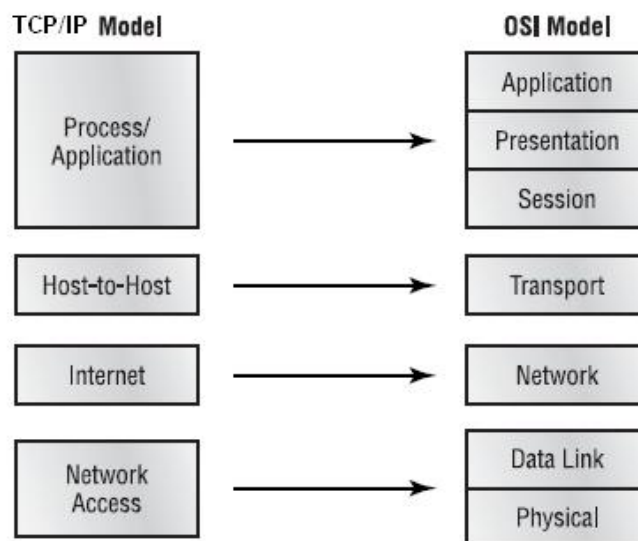 TCP/IP Model
OSI Model
Process/
Application
Application
Presentation
Session
Host-to-Host
Transport
Internet
Network
Network
Access
Data Link
Physical